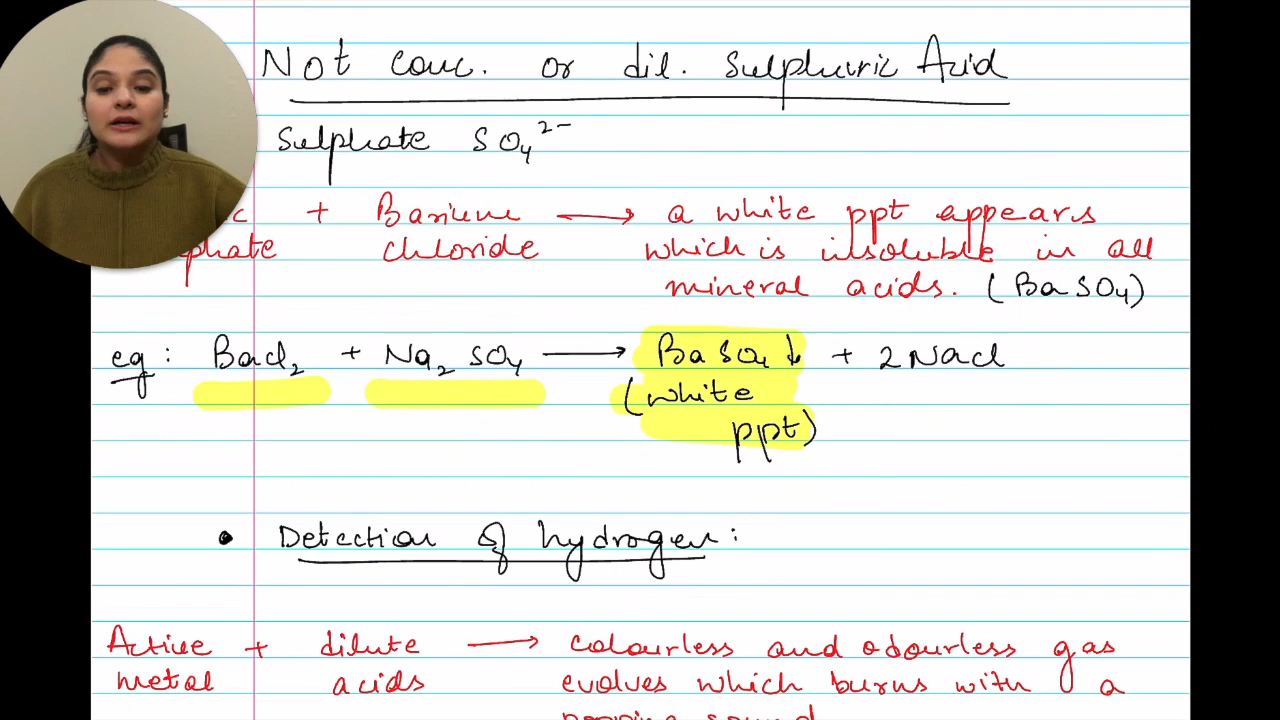 Not conc. or dil. Sulphuric Acid
Sulphate SO₄²⁻
+ Barium → a white ppt appears
chloride which is insoluble in all
mineral acids. (BaSO₄)
eg: BaCl₂ + Na₂SO₄ → BaSO₄↓ + 2NaCl
(white
ppt)
• Detection of hydrogen:
Active + dilute → colourless and odourless gas
metal acids evolves which burns with a